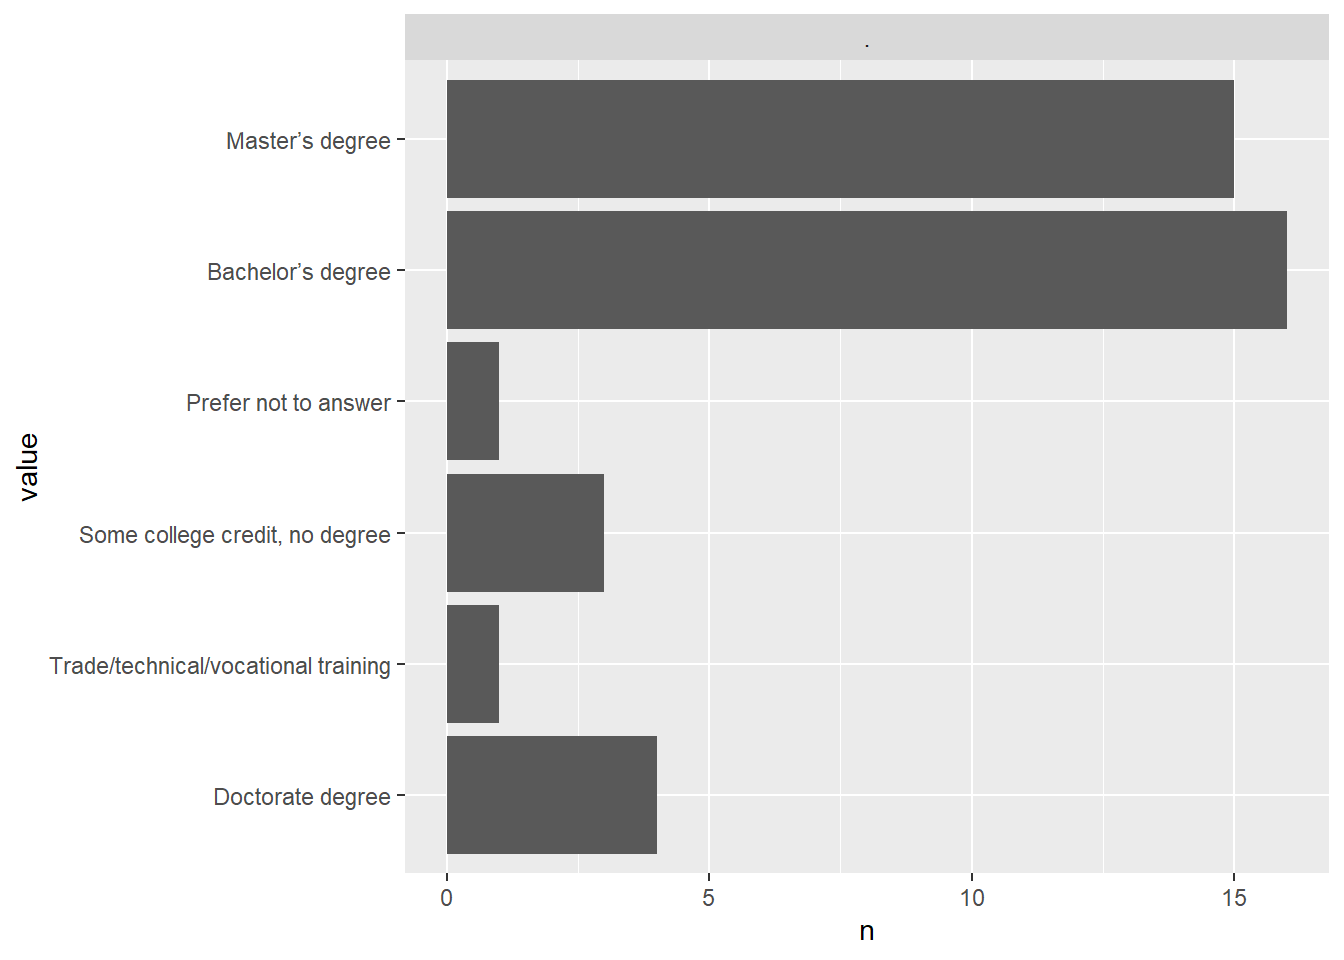 .
Master’s degree
Bachelor’s degree
Prefer not to answer
Some college credit, no degree
Trade/technical/vocational training
Doctorate degree
value
0 5 10 15
n